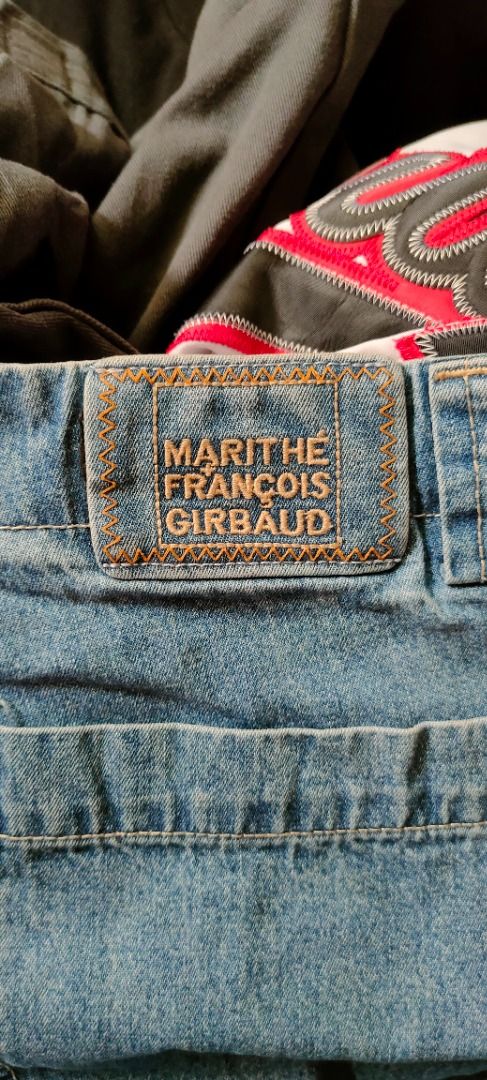 MARITHÉ
+
FRANÇOIS
GIRBAUD